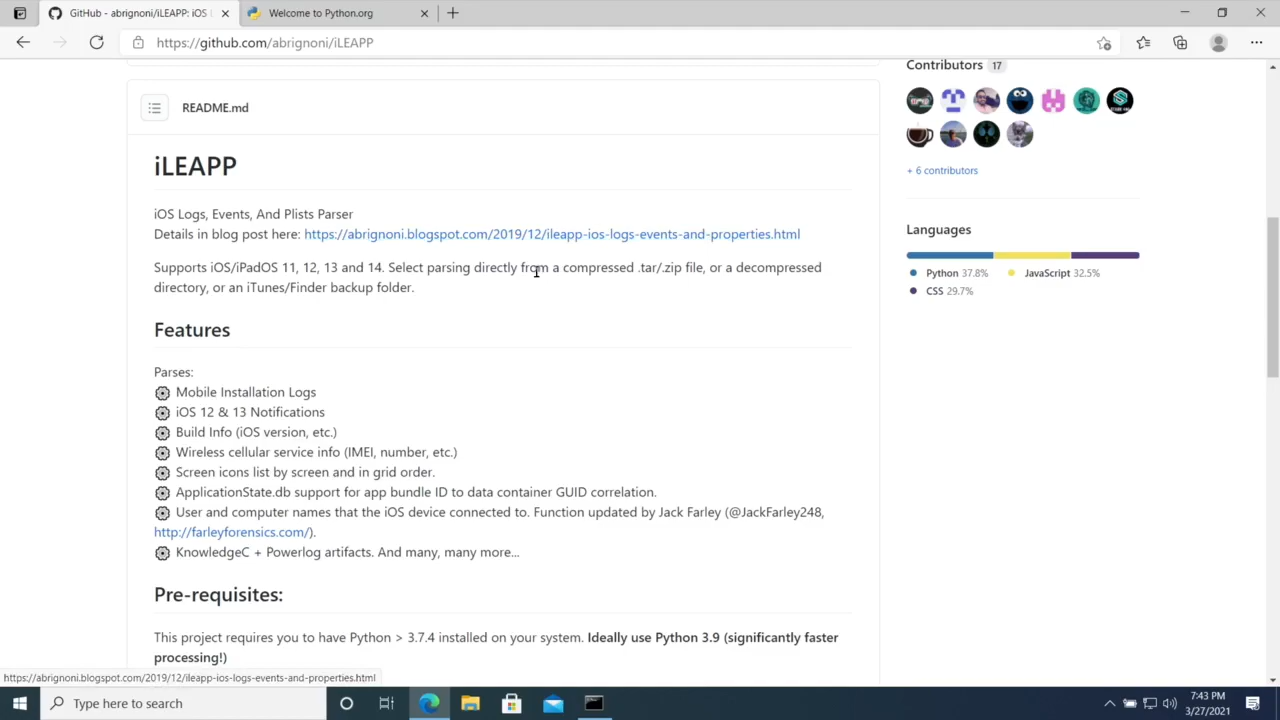 GitHub - abrignoni/iLEAPP: iOS L
Welcome to Python.org
https://github.com/abrignoni/iLEAPP
README.md
iLEAPP
iOS Logs, Events, And Plists Parser
Details in blog post here: https://abrignoni.blogspot.com/2019/12/ileapp-ios-logs-events-and-properties.html
Supports iOS/iPadOS 11, 12, 13 and 14. Select parsing directly from a compressed .tar/.zip file, or a decompressed
directory, or an iTunes/Finder backup folder.
Features
Parses:
Mobile Installation Logs
iOS 12 & 13 Notifications
Build Info (iOS version, etc.)
Wireless cellular service info (IMEI, number, etc.)
Screen icons list by screen and in grid order.
ApplicationState.db support for app bundle ID to data container GUID correlation.
User and computer names that the iOS device connected to. Function updated by Jack Farley (@JackFarley248,
http://farleyforensics.com/).
KnowledgeC + Powerlog artifacts. And many, many more...
Pre-requisites:
This project requires you to have Python > 3.7.4 installed on your system. Ideally use Python 3.9 (significantly faster
processing!)
Contributors 17
+ 6 contributors
Languages
Python 37.8%
JavaScript 32.5%
CSS 29.7%
https://abrignoni.blogspot.com/2019/12/ileapp-ios-logs-events-and-properties.html
Type here to search
7:43 PM
3/27/2021